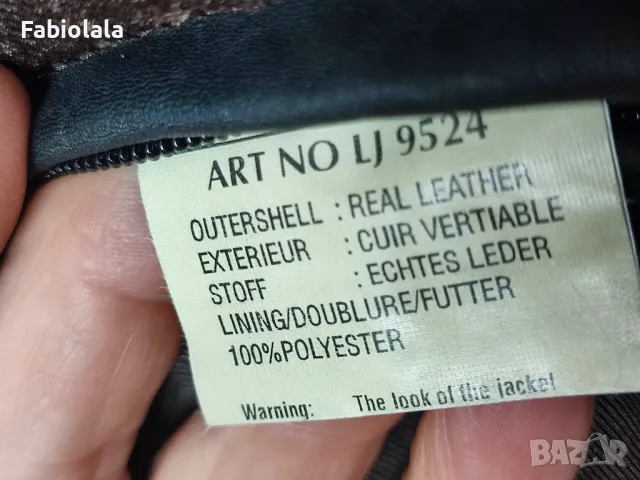 Fabiolala
ART NO LJ 9524
OUTERSHELL : REAL LEATHER
EXTERIEUR : CUIR VERTIABLE
STOFF : ECHTES LEDER
LINING/DOUBLURE/FUTTER
100%POLYESTER
Warning: The look of the jacket
BAZAR